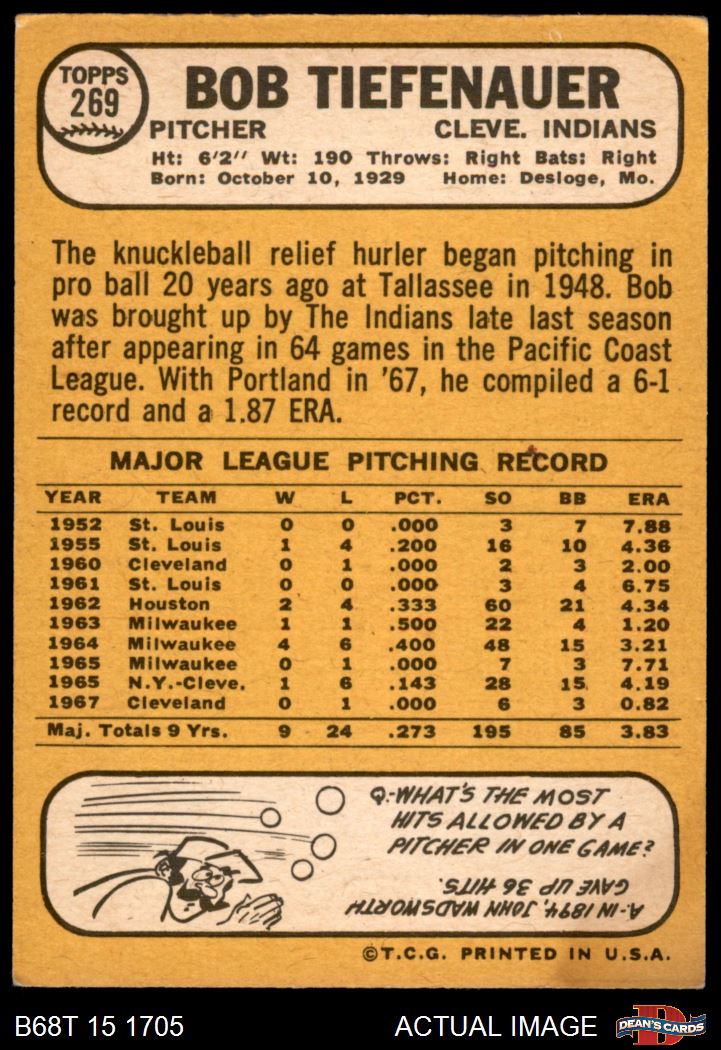 TOPPS
269
BOB TIEFENAUER
PITCHER CLEVE. INDIANS
Ht: 6'2'' Wt: 190 Throws: Right Bats: Right
Born: October 10, 1929 Home: Desloge, Mo.
The knuckleball relief hurler began pitching in
pro ball 20 years ago at Tallassee in 1948. Bob
was brought up by The Indians late last season
after appearing in 64 games in the Pacific Coast
League. With Portland in '67, he compiled a 6-1
record and a 1.87 ERA.
MAJOR LEAGUE PITCHING RECORD
YEAR TEAM W L PCT. SO BB ERA
1952 St. Louis 0 0 .000 3 7 7.88
1955 St. Louis 1 4 .200 16 10 4.36
1960 Cleveland 0 1 .000 2 3 2.00
1961 St. Louis 0 0 .000 3 4 6.75
1962 Houston 2 4 .333 60 21 4.34
1963 Milwaukee 1 1 .500 22 4 1.20
1964 Milwaukee 4 6 .400 48 15 3.21
1965 Milwaukee 0 1 .000 7 3 7.71
1965 N.Y.-Cleve. 1 6 .143 28 15 4.19
1967 Cleveland 0 1 .000 6 3 0.82
Maj. Totals 9 Yrs. 9 24 .273 195 85 3.83
Q-WHAT'S THE MOST
HITS ALLOWED BY A
PITCHER IN ONE GAME?
A-IN 1894, JOHN WADSWORTH
GAVE UP 36 HITS.
©T.C.G. PRINTED IN U.S.A.
B68T 15 1705 ACTUAL IMAGE
D
DEAN'S CARDS